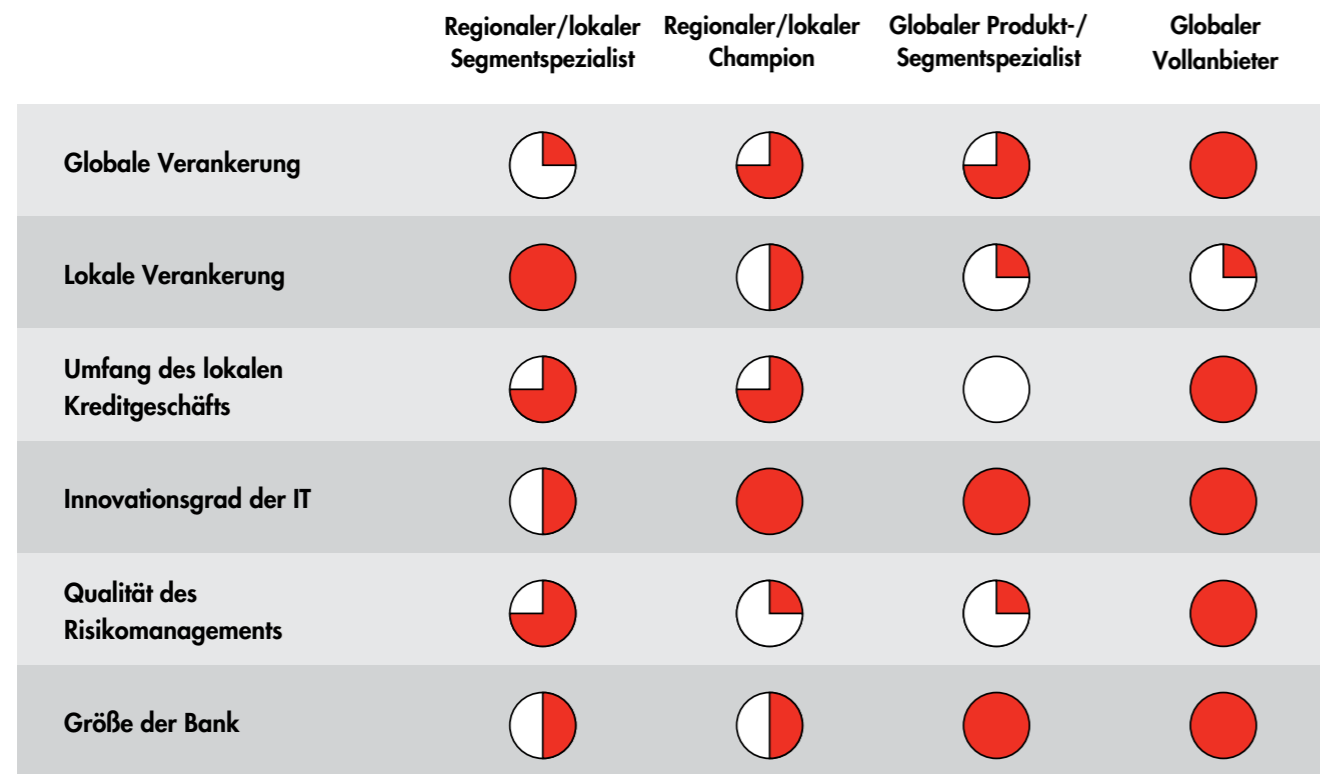 Regionaler/lokaler
Segmentspezialist
Regionaler/lokaler
Champion
Globaler Produkt-/
Segmentspezialist
Globaler
Vollanbieter
Globale Verankerung
Lokale Verankerung
Umfang des lokalen
Kreditgeschäfts
Innovationsgrad der IT
Qualität des
Risikomanagements
Größe der Bank